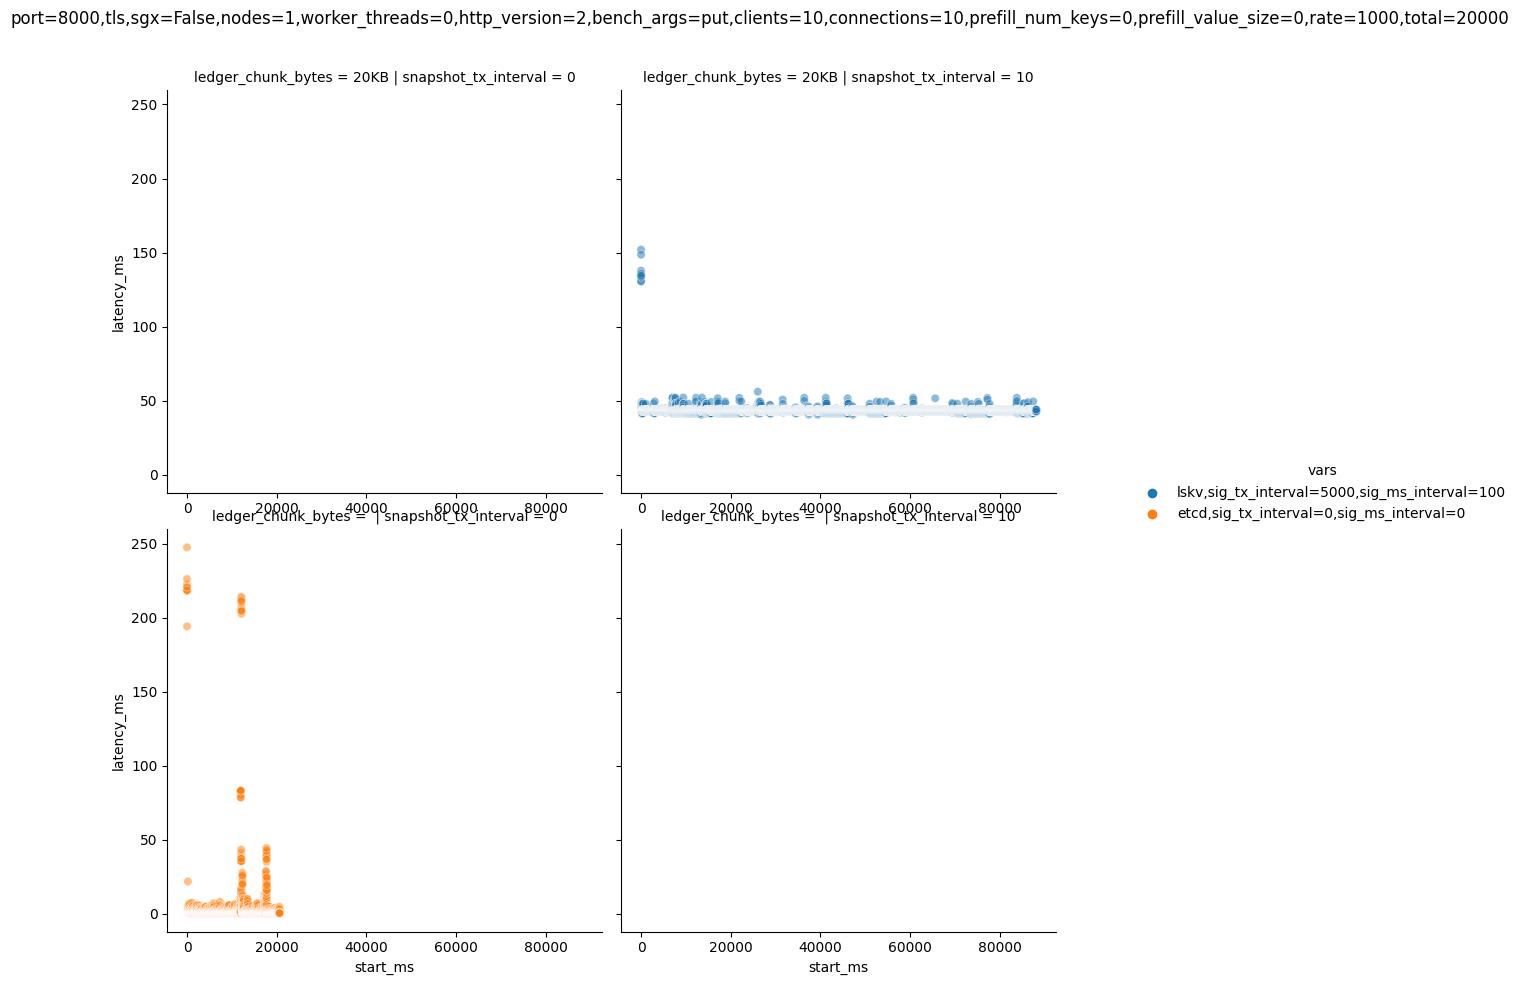 port=8000,tls,sgx=False,nodes=1,worker_threads=0,http_version=2,bench_args=put,clients=10,connections=10,prefill_num_keys=0,prefill_value_size=0,rate=1000,total=20000
ledger_chunk_bytes = 20KB | snapshot_tx_interval = 0
250
200
150
100
50
0
latency_ms
0 20000 40000 60000 80000
ledger_chunk_bytes = 20KB | snapshot_tx_interval = 10
0 20000 40000 60000 80000
ledger_chunk_bytes =  | snapshot_tx_interval = 0
250
200
150
100
50
0
latency_ms
0 20000 40000 60000 80000
start_ms
ledger_chunk_bytes =  | snapshot_tx_interval = 10
0 20000 40000 60000 80000
start_ms
vars
lskv,sig_tx_interval=5000,sig_ms_interval=100
etcd,sig_tx_interval=0,sig_ms_interval=0